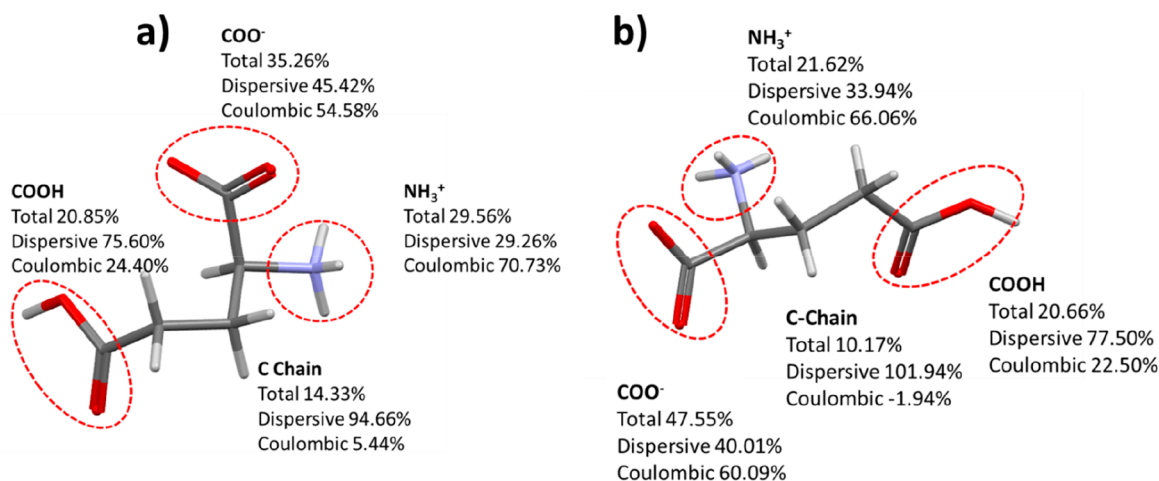 a)
COO⁻
Total 35.26%
Dispersive 45.42%
Coulombic 54.58%
COOH
Total 20.85%
Dispersive 75.60%
Coulombic 24.40%
NH₃⁺
Total 29.56%
Dispersive 29.26%
Coulombic 70.73%
C Chain
Total 14.33%
Dispersive 94.66%
Coulombic 5.44%
b)
NH₃⁺
Total 21.62%
Dispersive 33.94%
Coulombic 66.06%
COOH
Total 20.66%
Dispersive 77.50%
Coulombic 22.50%
C-Chain
Total 10.17%
Dispersive 101.94%
Coulombic -1.94%
COO⁻
Total 47.55%
Dispersive 40.01%
Coulombic 60.09%